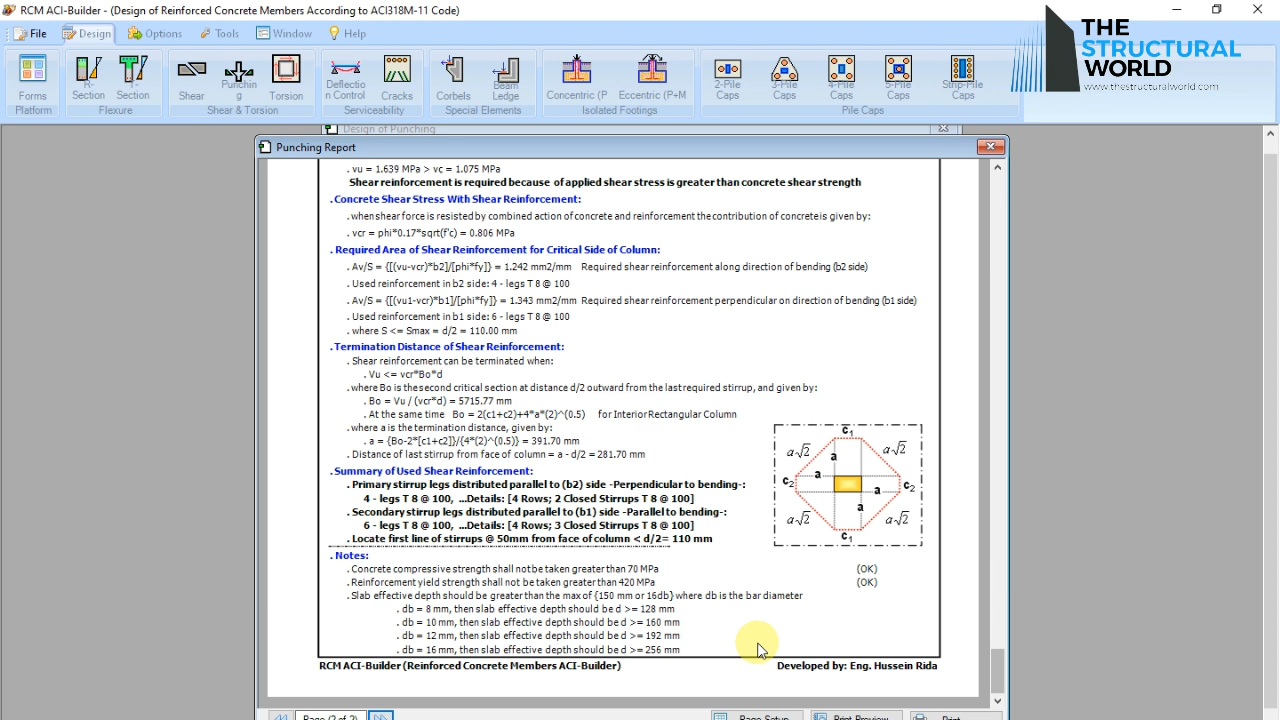 RCM ACI-Builder - (Design of Reinforced Concrete Members According to ACI318M-11 Code)
File Design Options Tools Window Help
THE
STRUCTURAL
WORLD
www.thestructuralworld.com
Forms R-Section T-Section Shear Punching Torsion Deflection Control Cracks Corbels Beam Ledge Concentric (P Eccentric (P+M 2-Pile Caps 3-Pile Caps 4-Pile Caps 5-Pile Caps Strip-Pile Caps
Platform Flexure Shear & Torsion Serviceability Special Elements Isolated Footings Pile Caps
Design of Punching
Punching Report
. vu = 1.639 MPa > vc = 1.075 MPa
Shear reinforcement is required because of applied shear stress is greater than concrete shear strength
.Concrete Shear Stress With Shear Reinforcement:
. when shear force is resisted by combined action of concrete and reinforcement the contribution of concrete is given by:
. vcr = phi*0.17*sqrt(f'c) = 0.806 MPa
. Required Area of Shear Reinforcement for Critical Side of Column:
. Av/S = {[(vu-vcr)*b2]/[phi*fy]} = 1.242 mm2/mm Required shear reinforcement along direction of bending (b2 side)
. Used reinforcement in b2 side: 4 - legs T 8 @ 100
. Av/S = {[(vu1-vcr)*b1]/[phi*fy]} = 1.343 mm2/mm Required shear reinforcement perpendicular on direction of bending (b1 side)
. Used reinforcement in b1 side: 6 - legs T 8 @ 100
. where S <= Smax = d/2 = 110.00 mm
. Termination Distance of Shear Reinforcement:
. Shear reinforcement can be terminated when:
. Vu <= vcr*Bo*d
. where Bo is the second critical section at distance d/2 outward from the last required stirrup, and given by:
. Bo = Vu / (vcr*d) = 5715.77 mm
. At the same time Bo = 2(c1+c2)+4*a*(2)^(0.5) for Interior Rectangular Column
. where a is the termination distance, given by:
. a = {Bo-2*[c1+c2]}/{4*(2)^(0.5)} = 391.70 mm
. Distance of last stirrup from face of column = a - d/2 = 281.70 mm
c1
a√2 a a√2
c2 a a c2
a√2 a a√2
c1
. Summary of Used Shear Reinforcement:
. Primary stirrup legs distributed parallel to (b2) side -Perpendicular to bending-:
4 - legs T 8 @ 100, ...Details: [4 Rows; 2 Closed Stirrups T 8 @ 100]
. Secondary stirrup legs distributed parallel to (b1) side -Parallel to bending-:
6 - legs T 8 @ 100, ...Details: [4 Rows; 3 Closed Stirrups T 8 @ 100]
. Locate first line of stirrups @ 50mm from face of column < d/2= 110 mm
. Notes:
. Concrete compressive strength shall notbe taken greater than 70 MPa (OK)
. Reinforcement yield strength shall not be taken greater than 420 MPa (OK)
. Slab effective depth should be greater than the max of {150 mm or 16db} where db is the bar diameter
. db = 8 mm, then slab effective depth should be d >= 128 mm
. db = 10 mm, then slab effective depth should be d >= 160 mm
. db = 12 mm, then slab effective depth should be d >= 192 mm
. db = 16 mm, then slab effective depth should be d >= 256 mm
RCM ACI-Builder (Reinforced Concrete Members ACI-Builder) Developed by: Eng. Hussein Rida
Page (2 of 2) Page Setup Print Preview Print